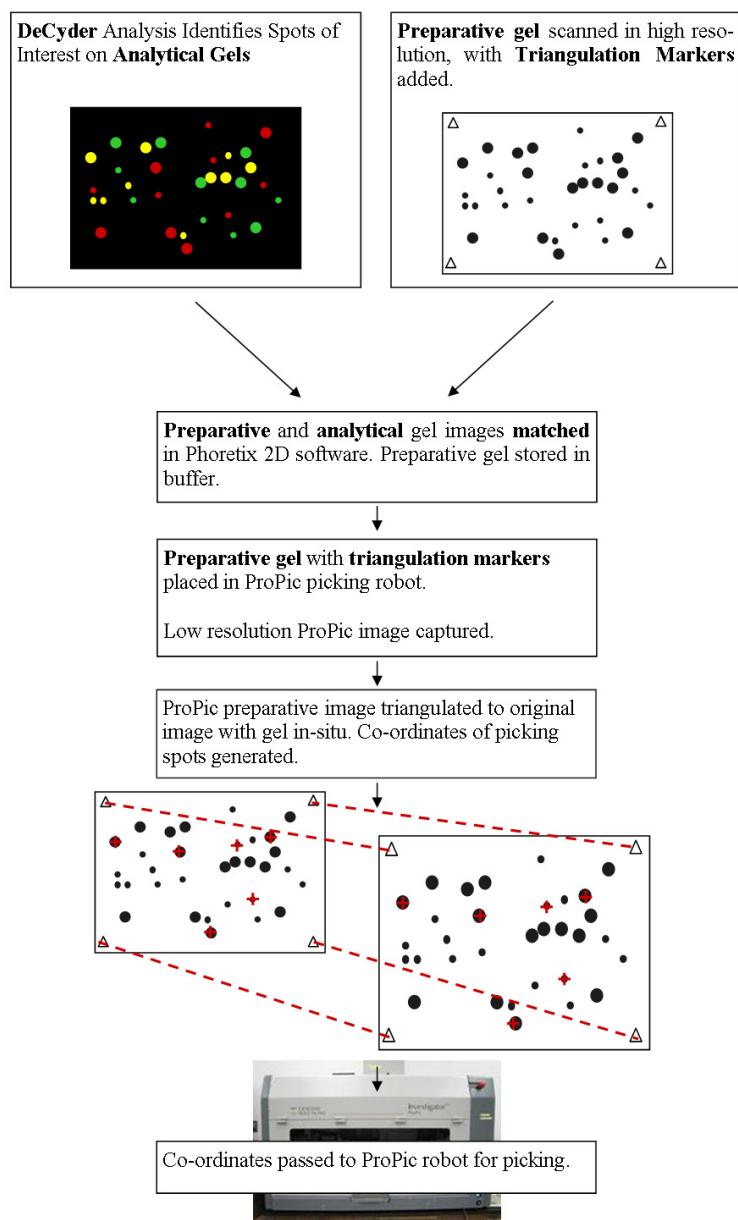 DeCyder Analysis Identifies Spots of
Interest on Analytical Gels
Preparative gel scanned in high reso-
lution, with Triangulation Markers
added.
Preparative and analytical gel images matched
in Phoretix 2D software. Preparative gel stored in
buffer.
Preparative gel with triangulation markers
placed in ProPic picking robot.
Low resolution ProPic image captured.
ProPic preparative image triangulated to original
image with gel in-situ. Co-ordinates of picking
spots generated.
Investigator
Co-ordinates passed to ProPic robot for picking.